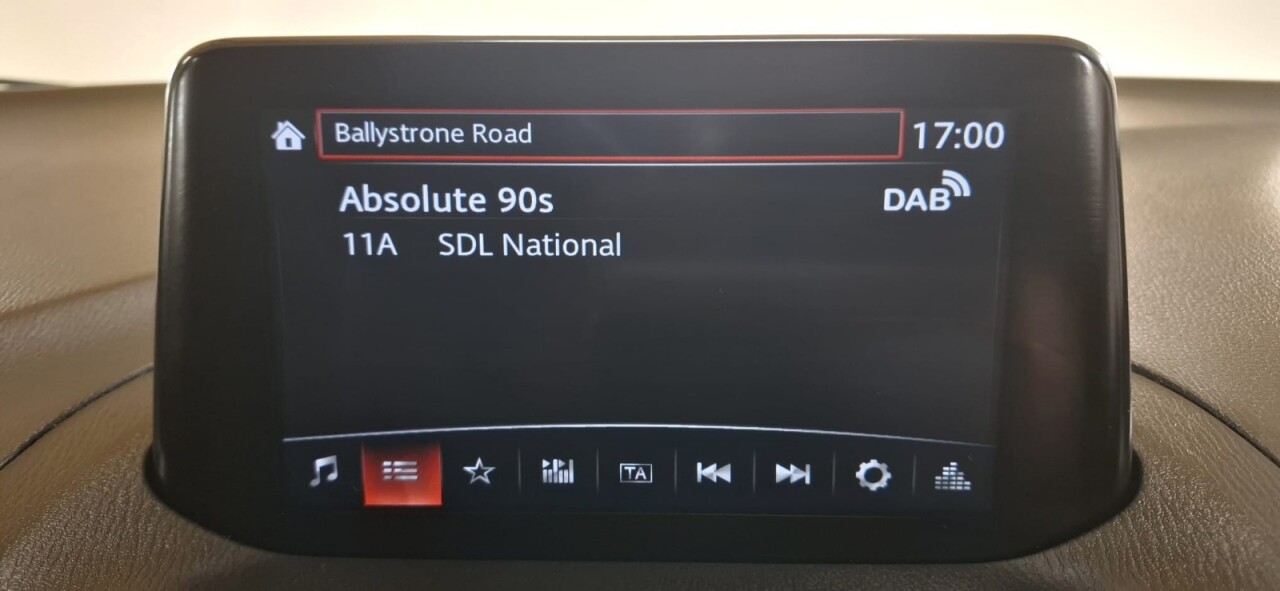 Ballystrone Road 17:00
Absolute 90s DAB
11A SDL National
TA